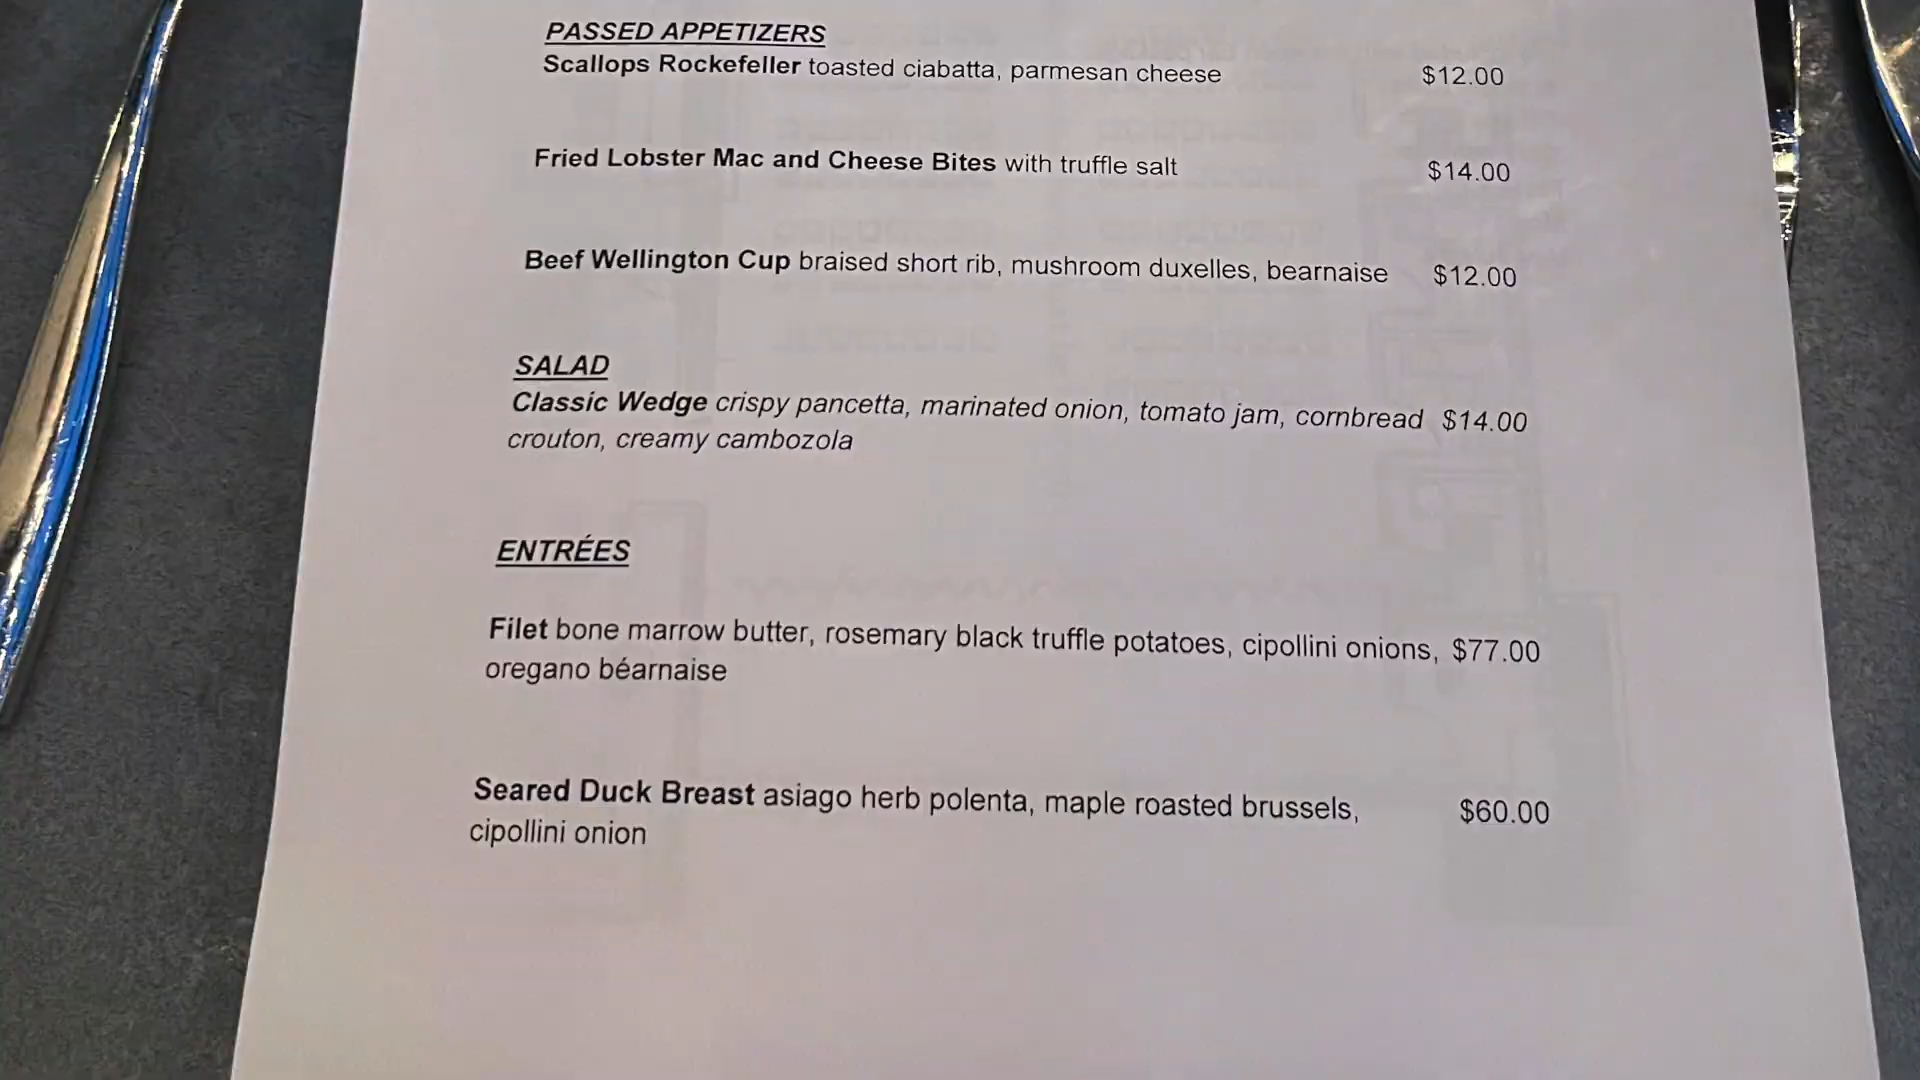 PASSED APPETIZERS
Scallops Rockefeller toasted ciabatta, parmesan cheese $12.00
Fried Lobster Mac and Cheese Bites with truffle salt $14.00
Beef Wellington Cup braised short rib, mushroom duxelles, bearnaise $12.00
SALAD
Classic Wedge crispy pancetta, marinated onion, tomato jam, cornbread $14.00
crouton, creamy cambozola
ENTRÉES
Filet bone marrow butter, rosemary black truffle potatoes, cipollini onions, $77.00
oregano béarnaise
Seared Duck Breast asiago herb polenta, maple roasted brussels, $60.00
cipollini onion